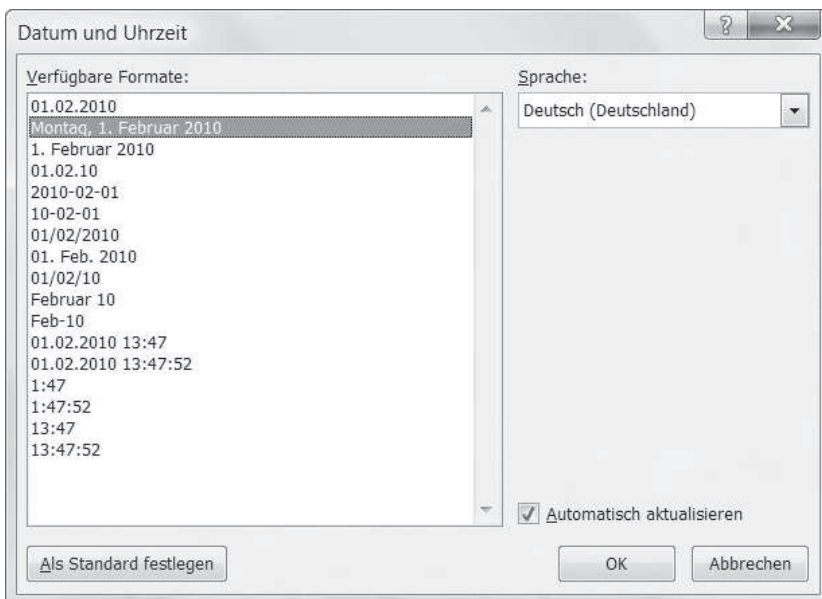 Datum und Uhrzeit
Verfügbare Formate:
01.02.2010
Montag, 1. Februar 2010
1. Februar 2010
01.02.10
2010-02-01
10-02-01
01/02/2010
01. Feb. 2010
01/02/10
Februar 10
Feb-10
01.02.2010 13:47
01.02.2010 13:47:52
1:47
1:47:52
13:47
13:47:52
Sprache:
Deutsch (Deutschland)
Automatisch aktualisieren
Als Standard festlegen
OK
Abbrechen